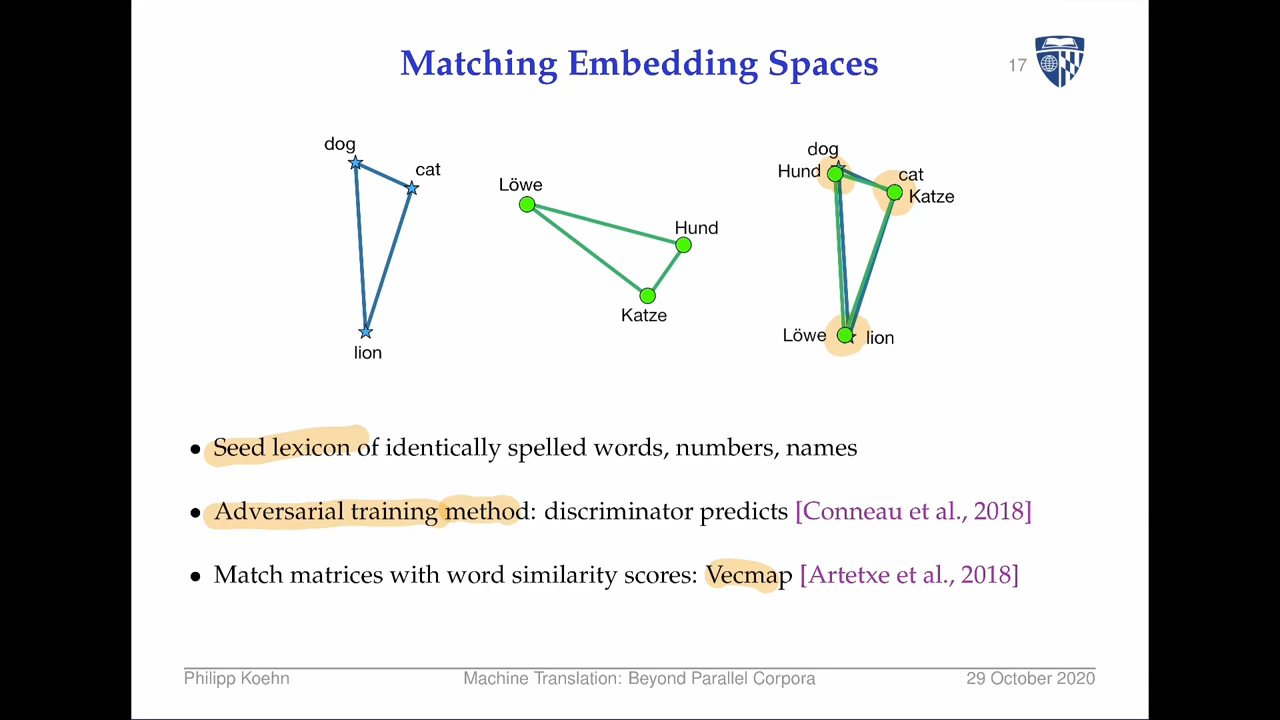 Matching Embedding Spaces
17
dog
cat
lion
Löwe
Hund
Katze
dog
Hund
cat
Katze
Löwe
lion
• Seed lexicon of identically spelled words, numbers, names
• Adversarial training method: discriminator predicts [Conneau et al., 2018]
• Match matrices with word similarity scores: Vecmap [Artetxe et al., 2018]
Philipp Koehn
Machine Translation: Beyond Parallel Corpora
29 October 2020